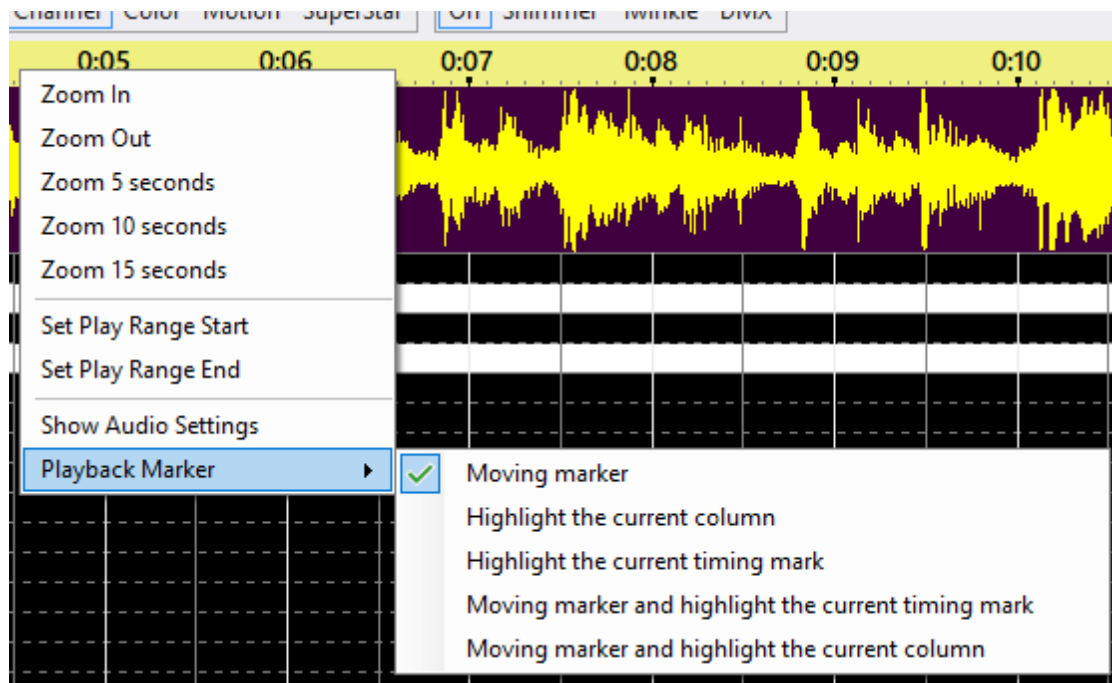 Channel Color Motion SuperStar On Shimmer Twinkle DMX
0:05 0:06 0:07 0:08 0:09 0:10
Zoom In
Zoom Out
Zoom 5 seconds
Zoom 10 seconds
Zoom 15 seconds
Set Play Range Start
Set Play Range End
Show Audio Settings
Playback Marker
Moving marker
Highlight the current column
Highlight the current timing mark
Moving marker and highlight the current timing mark
Moving marker and highlight the current column